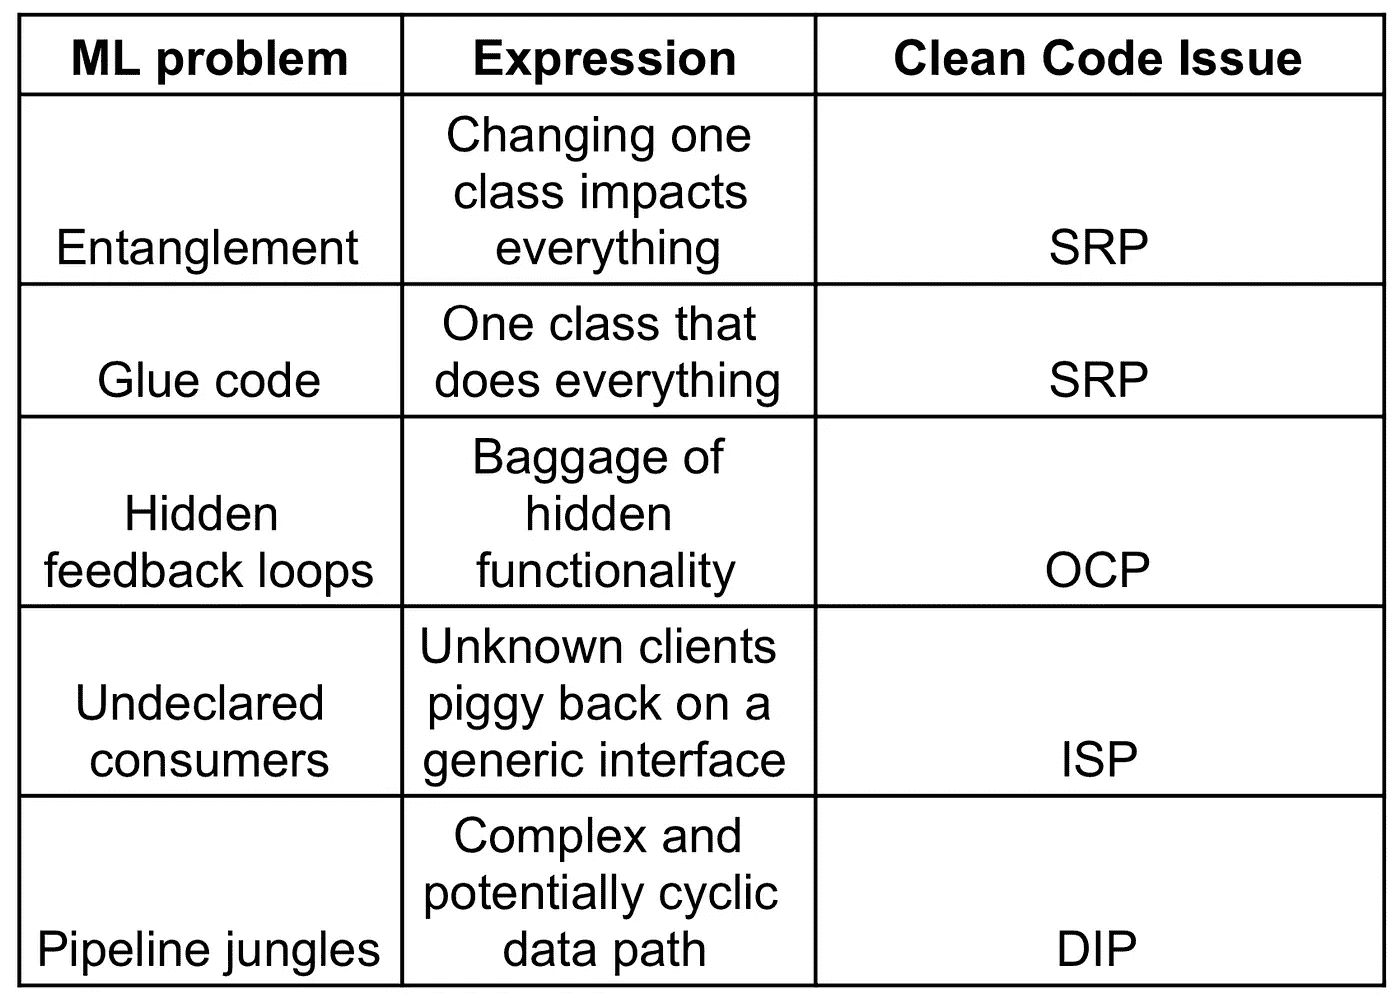 ML problem
Expression
Clean Code Issue
Entanglement
Changing one
class impacts
everything
SRP
Glue code
One class that
does everything
SRP
Hidden
feedback loops
Baggage of
hidden
functionality
OCP
Undeclared
consumers
Unknown clients
piggy back on a
generic interface
ISP
Pipeline jungles
Complex and
potentially cyclic
data path
DIP